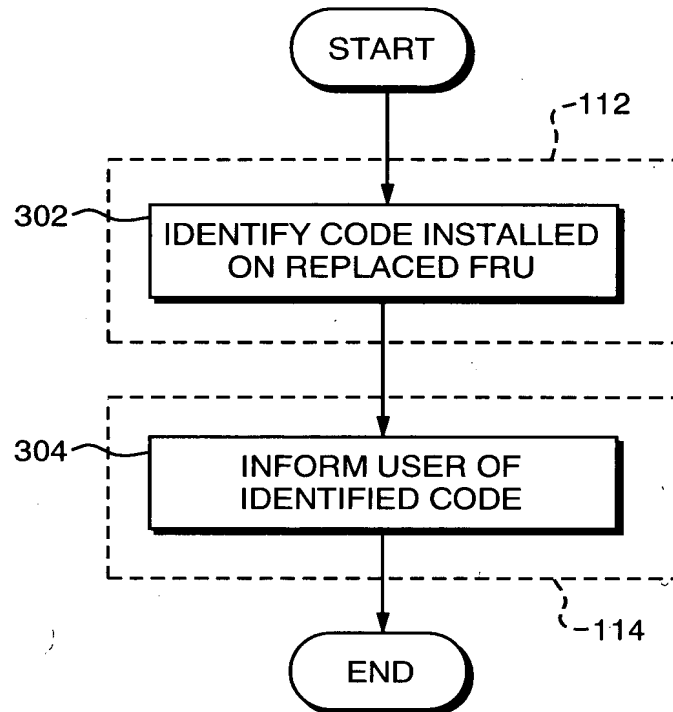 START
112
302
IDENTIFY CODE INSTALLED
ON REPLACED FRU
304
INFORM USER OF
IDENTIFIED CODE
114
END